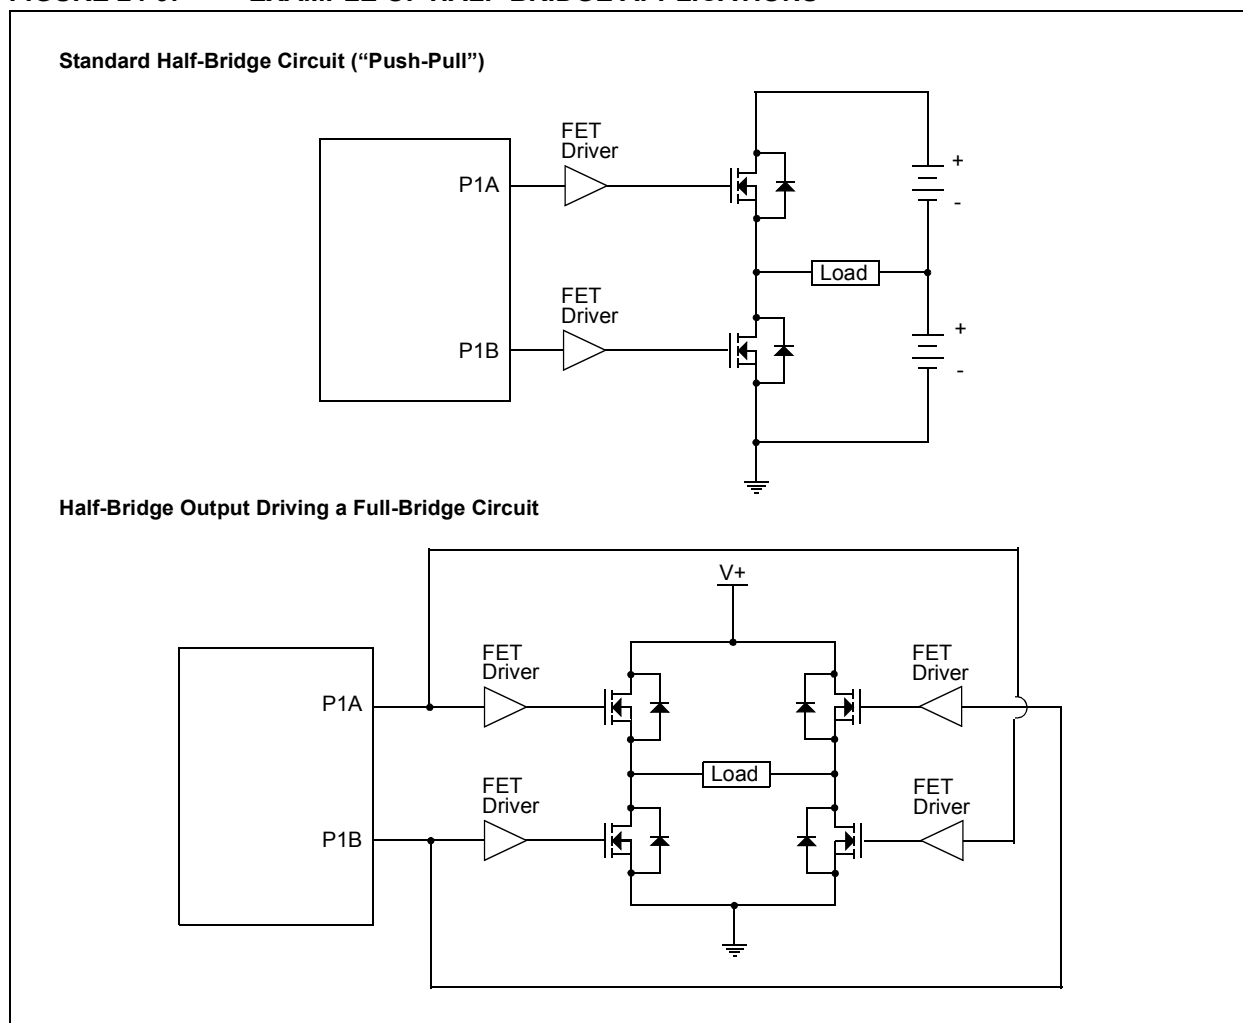 Standard Half-Bridge Circuit (“Push-Pull”)
FET
Driver
P1A
+
-
Load
FET
Driver
P1B
+
-
Half-Bridge Output Driving a Full-Bridge Circuit
V+
FET
Driver
FET
Driver
P1A
Load
FET
Driver
FET
Driver
P1B